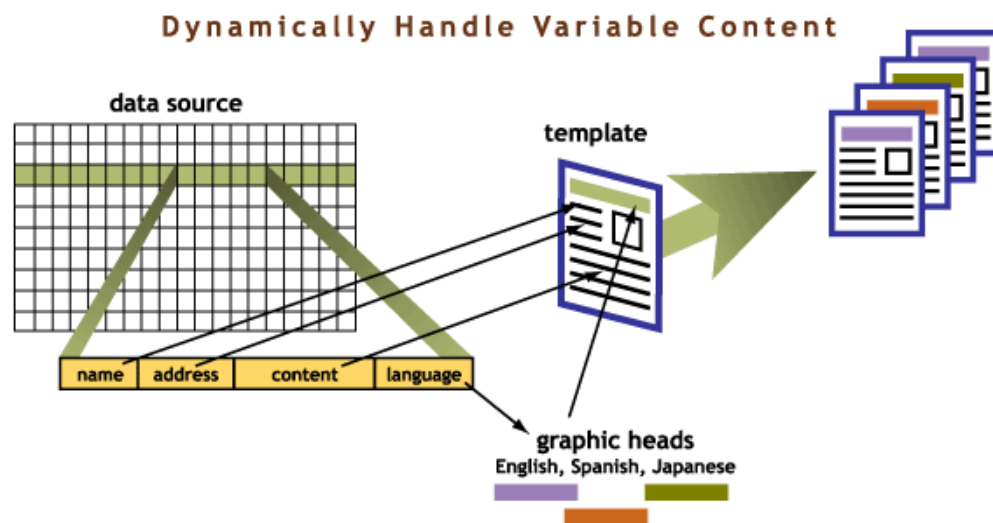 Dynamically Handle Variable Content
data source
template
name address content language
graphic heads
English, Spanish, Japanese